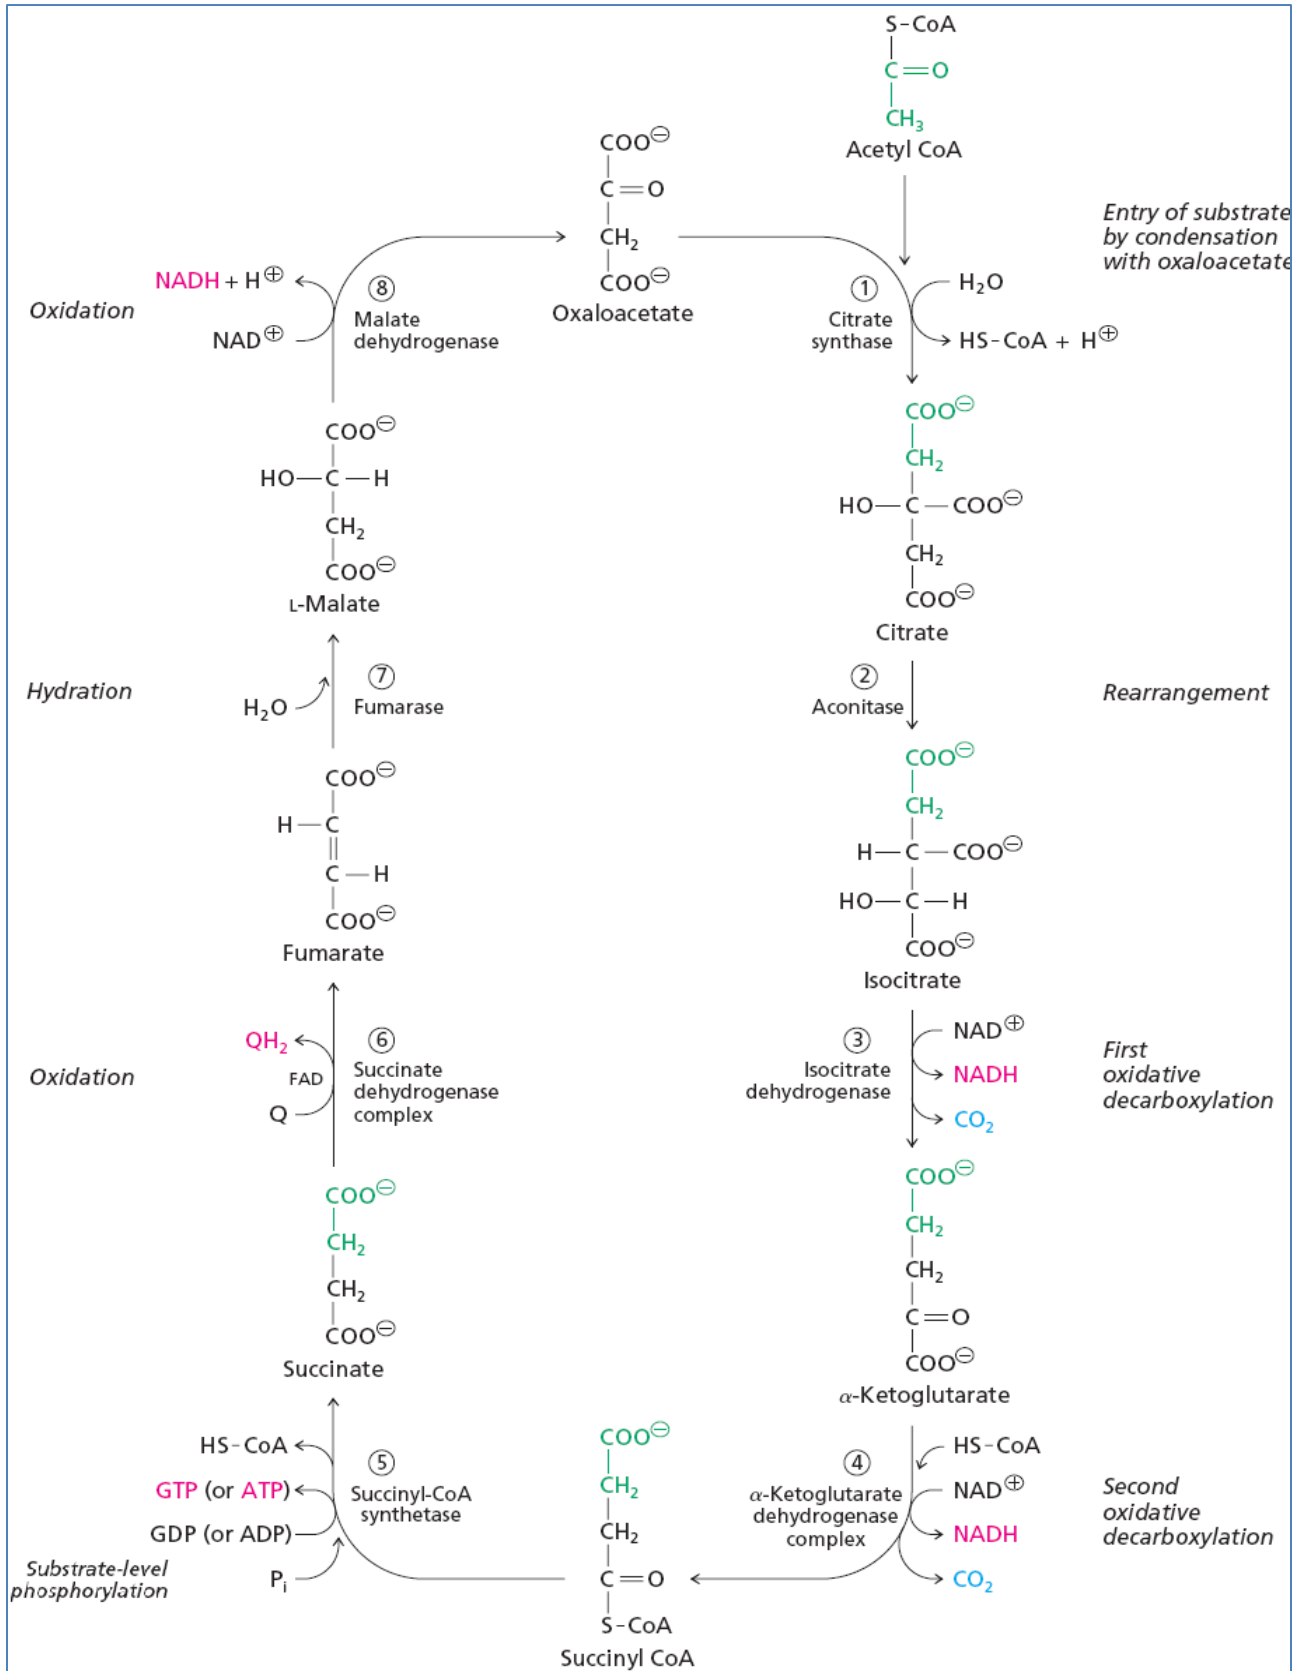 S-CoA
C=O
CH₃
Acetyl CoA
COO⊖
C=O
CH₂
COO⊖
Oxaloacetate
Entry of substrate
by condensation
with oxaloacetate
① Citrate
synthase
H₂O
HS-CoA + H⊕
COO⊖
CH₂
HO—C—COO⊖
CH₂
COO⊖
Citrate
② Aconitase
Rearrangement
COO⊖
CH₂
H—C—COO⊖
HO—C—H
COO⊖
Isocitrate
③ Isocitrate
dehydrogenase
NAD⊕
NADH
CO₂
First
oxidative
decarboxylation
COO⊖
CH₂
CH₂
C=O
COO⊖
α-Ketoglutarate
④ α-Ketoglutarate
dehydrogenase
complex
HS-CoA
NAD⊕
NADH
CO₂
Second
oxidative
decarboxylation
COO⊖
CH₂
CH₂
C=O
S-CoA
Succinyl CoA
⑤ Succinyl-CoA
synthetase
HS-CoA
GTP (or ATP)
GDP (or ADP)
Pᵢ
Substrate-level
phosphorylation
COO⊖
CH₂
CH₂
COO⊖
Succinate
⑥ Succinate
dehydrogenase
complex
QH₂
FAD
Q
Oxidation
COO⊖
H—C
C—H
COO⊖
Fumarate
⑦ Fumarase
H₂O
Hydration
COO⊖
HO—C—H
CH₂
COO⊖
L-Malate
⑧ Malate
dehydrogenase
NADH + H⊕
NAD⊕
Oxidation